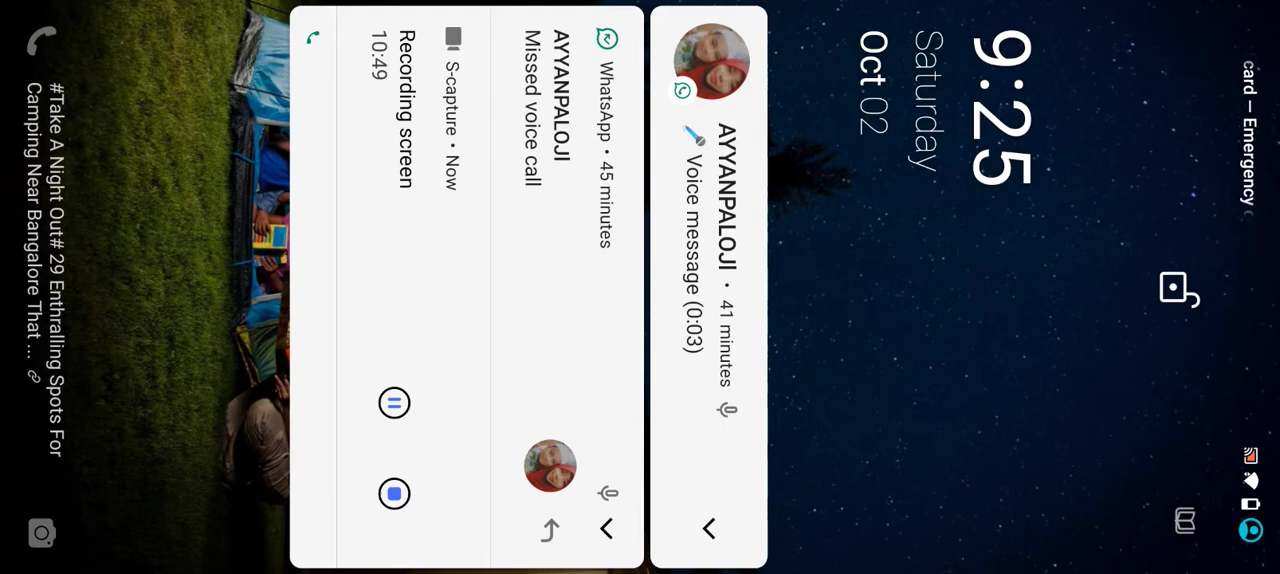 card — Emergency
9:25
Saturday
Oct 02
AYYANPALOJI • 41 minutes
Voice message (0:03)
WhatsApp • 45 minutes
AYYANPALOJI
Missed voice call
S-capture • Now
Recording screen
10:49
#Take A Night Out# 29 Enthralling Spots For
Camping Near Bangalore That ...